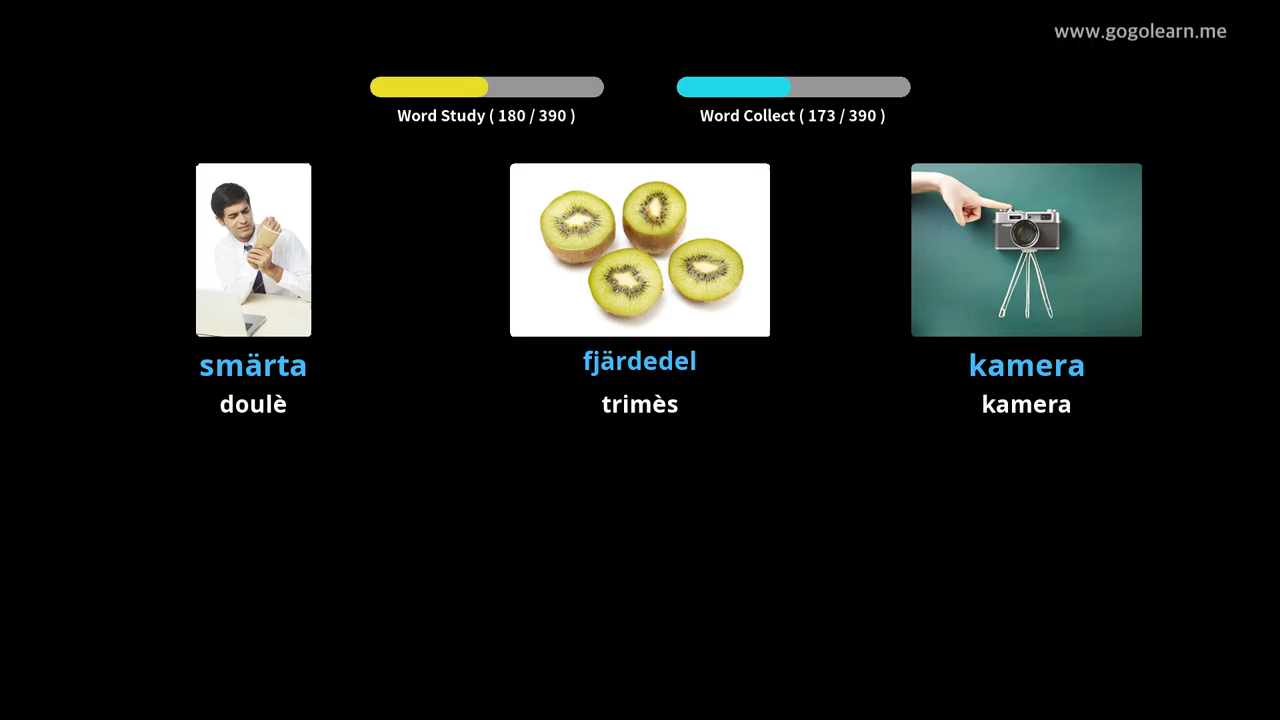 www.gogolearn.me
Word Study ( 180 / 390 )
Word Collect ( 173 / 390 )
smärta
fjärdedel
kamera
doulè
trimès
kamera